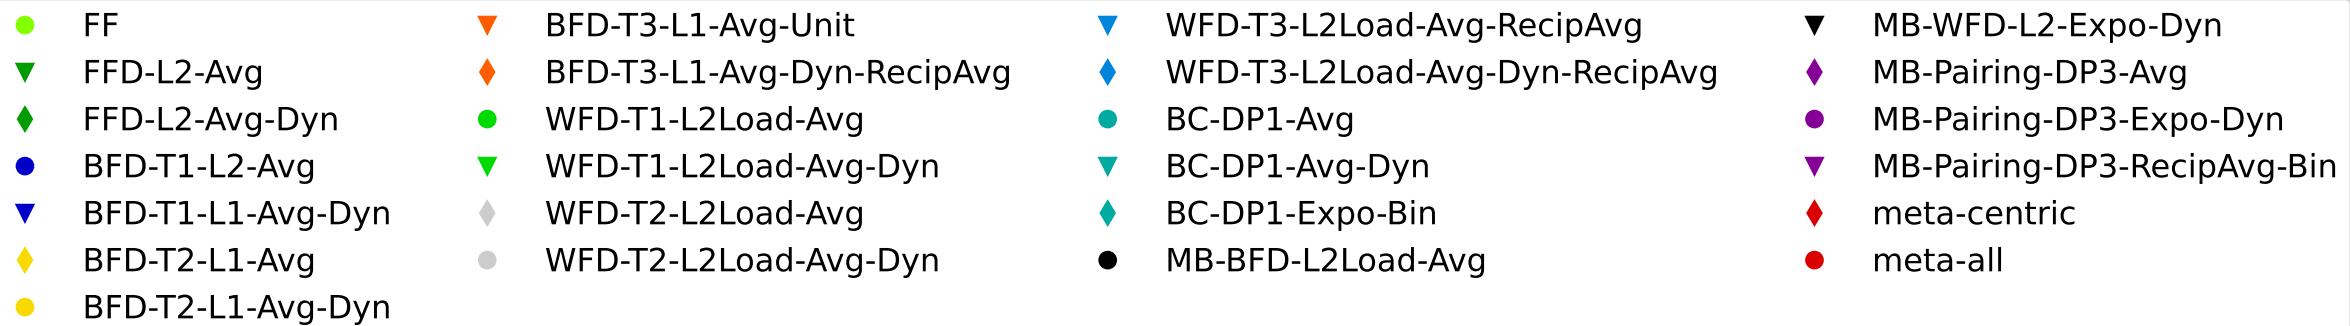 FF
FFD-L2-Avg
FFD-L2-Avg-Dyn
BFD-T1-L2-Avg
BFD-T1-L1-Avg-Dyn
BFD-T2-L1-Avg
BFD-T2-L1-Avg-Dyn
BFD-T3-L1-Avg-Unit
BFD-T3-L1-Avg-Dyn-RecipAvg
WFD-T1-L2Load-Avg
WFD-T1-L2Load-Avg-Dyn
WFD-T2-L2Load-Avg
WFD-T2-L2Load-Avg-Dyn
WFD-T3-L2Load-Avg-RecipAvg
WFD-T3-L2Load-Avg-Dyn-RecipAvg
BC-DP1-Avg
BC-DP1-Avg-Dyn
BC-DP1-Expo-Bin
MB-BFD-L2Load-Avg
MB-WFD-L2-Expo-Dyn
MB-Pairing-DP3-Avg
MB-Pairing-DP3-Expo-Dyn
MB-Pairing-DP3-RecipAvg-Bin
meta-centric
meta-all